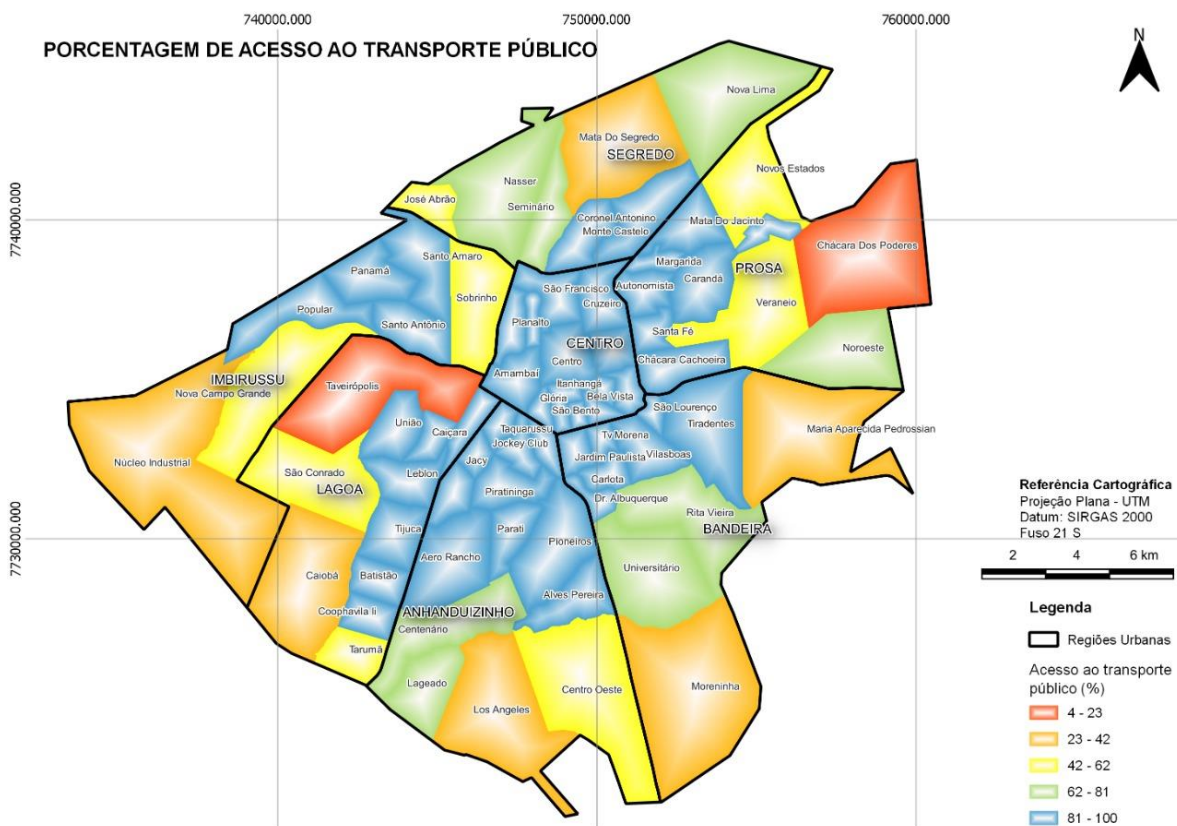 740000.000
750000.000
760000.000
PORCENTAGEM DE ACESSO AO TRANSPORTE PÚBLICO
N
Nova Lima
Mata Do Segredo
SEGREDO
Novos Estados
Nasser
José Abrão
Seminário
Coronel Antonino
Monte Castelo
Mata Do Jacinto
7740000.000
Chácara Dos Poderes
Santo Amaro
Panamá
Margarida
PROSA
Carandá
São Francisco
Autonomista
Sobrinho
Cruzeiro
Veraneio
Popular
Santo Antônio
Planalto
Santa Fé
CENTRO
Noroeste
Centro
Chácara Cachoeira
Amambaí
IMBIRUSSU
Taveirópolis
Itanhangá
Nova Campo Grande
Glória
Bela Vista
São Bento
São Lourenço
União
Tiradentes
Caiçara
Taquarussu
Tv Morena
Maria Aparecida Pedrossian
Jockey Club
Jardim Paulista
Vilasboas
Núcleo Industrial
Jacy
São Conrado
Leblon
LAGOA
Carlota
Piratininga
Dr. Albuquerque
Rita Vieira
BANDEIRA
Tijuca
Parati
Pioneiros
7730000.000
Aero Rancho
Universitário
Caiobá
Batistão
Alves Pereira
Coophavila Ii
ANHANDUIZINHO
Centenário
Tarumã
Lageado
Centro Oeste
Moreninha
Los Angeles
Referência Cartográfica
Projeção Plana - UTM
Datum: SIRGAS 2000
Fuso 21 S
2 4 6 km
Legenda
Regiões Urbanas
Acesso ao transporte
público (%)
4 - 23
23 - 42
42 - 62
62 - 81
81 - 100